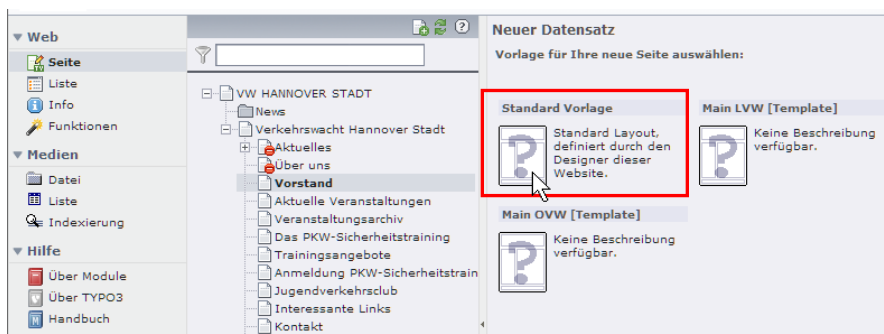 Web
Seite
Liste
Info
Funktionen
Medien
Datei
Liste
Indexierung
Hilfe
Über Module
Über TYPO3
Handbuch
VW HANNOVER STADT
News
Verkehrswacht Hannover Stadt
Aktuelles
Über uns
Vorstand
Aktuelle Veranstaltungen
Veranstaltungsarchiv
Das PKW-Sicherheitstraining
Trainingsangebote
Anmeldung PKW-Sicherheitstrain
Jugendverkehrsclub
Interessante Links
Kontakt
Neuer Datensatz
Vorlage für Ihre neue Seite auswählen:
Standard Vorlage
Standard Layout,
definiert durch den
Designer dieser
Website.
Main LVW [Template]
Keine Beschreibung
verfügbar.
Main OVW [Template]
Keine Beschreibung
verfügbar.